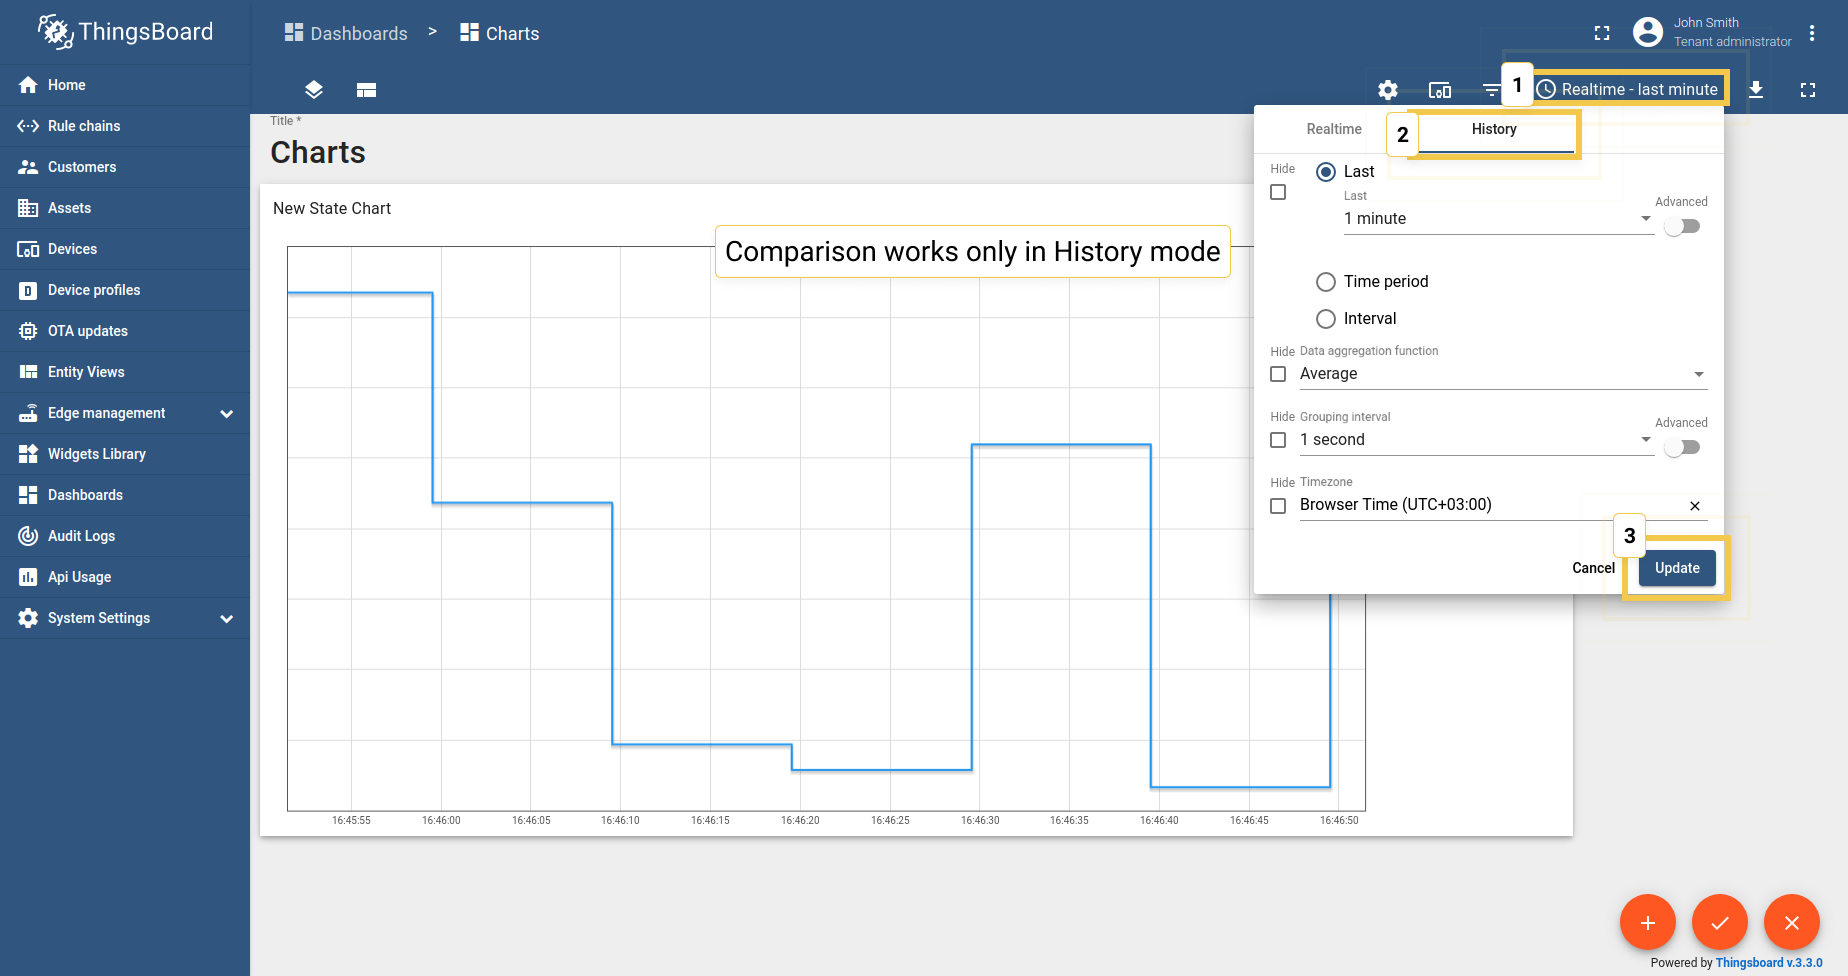 ThingsBoard
Dashboards > Charts
John Smith
Tenant administrator
Home
Rule chains
Customers
Assets
Devices
Device profiles
OTA updates
Entity Views
Edge management
Widgets Library
Dashboards
Audit Logs
Api Usage
System Settings
1
Realtime - last minute
Title *
Charts
New State Chart
Comparison works only in History mode
16:45:55 16:46:00 16:46:05 16:46:10 16:46:15 16:46:20 16:46:25 16:46:30 16:46:35 16:46:40 16:46:45 16:46:50
Realtime
2
History
Hide
Last
Last
1 minute
Advanced
Time period
Interval
Hide Data aggregation function
Average
Hide Grouping interval
1 second
Advanced
Hide Timezone
Browser Time (UTC+03:00)
3
Cancel
Update
Powered by Thingsboard v.3.3.0